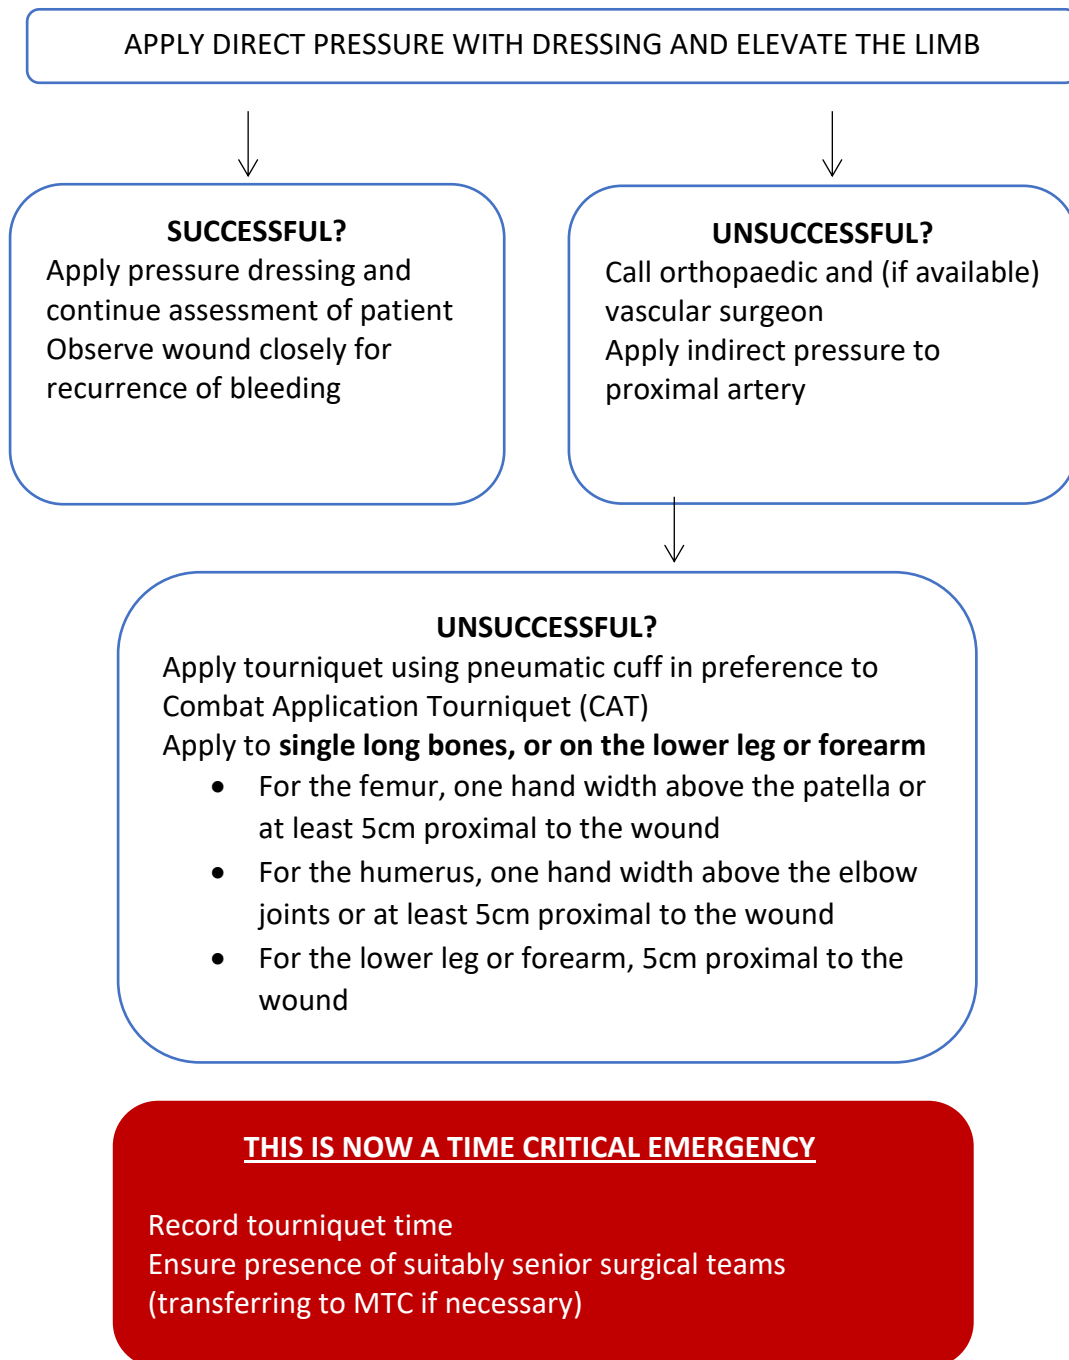 APPLY DIRECT PRESSURE WITH DRESSING AND ELEVATE THE LIMB
SUCCESSFUL?
Apply pressure dressing and
continue assessment of patient
Observe wound closely for
recurrence of bleeding
UNSUCCESSFUL?
Call orthopaedic and (if available)
vascular surgeon
Apply indirect pressure to
proximal artery
UNSUCCESSFUL?
Apply tourniquet using pneumatic cuff in preference to
Combat Application Tourniquet (CAT)
Apply to single long bones, or on the lower leg or forearm
• For the femur, one hand width above the patella or
at least 5cm proximal to the wound
• For the humerus, one hand width above the elbow
joints or at least 5cm proximal to the wound
• For the lower leg or forearm, 5cm proximal to the
wound
THIS IS NOW A TIME CRITICAL EMERGENCY
Record tourniquet time
Ensure presence of suitably senior surgical teams
(transferring to MTC if necessary)